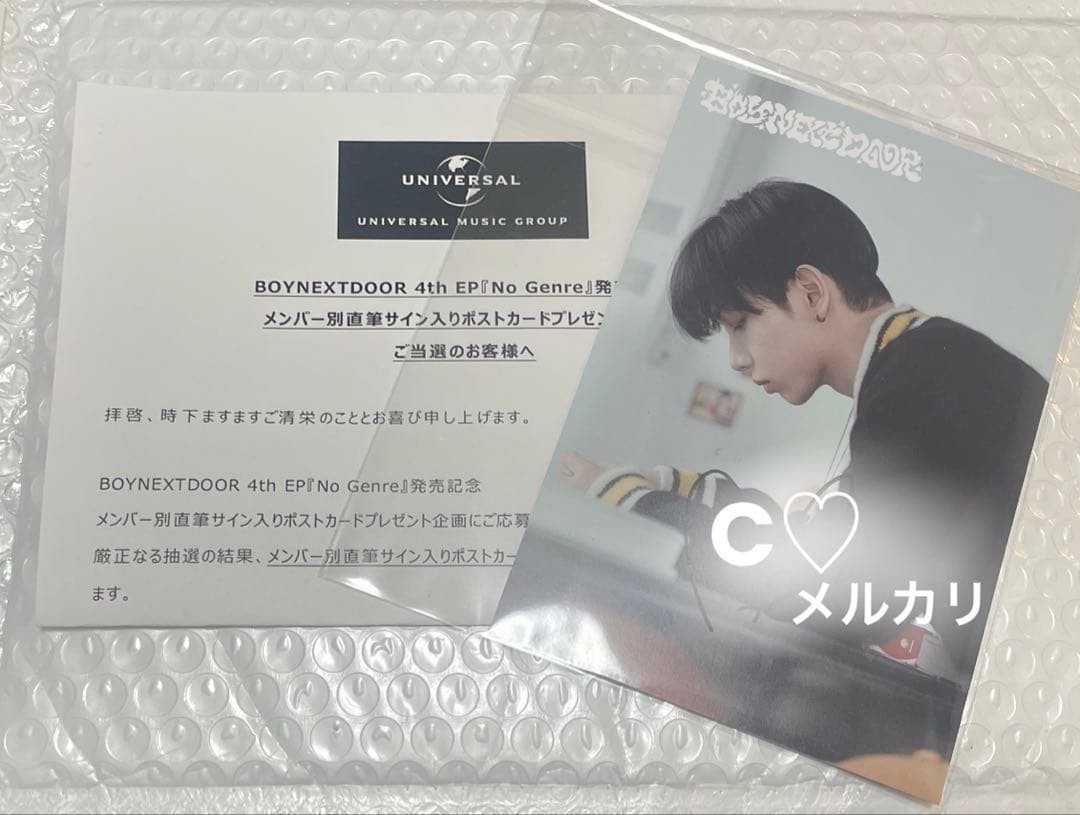 UNIVERSAL
UNIVERSAL MUSIC GROUP
BOYNEXTDOOR 4th EP『No Genre』発
メンバー別直筆サイン入りポストカードプレゼン
ご当選のお客様へ
拝啓、時下ますますご清栄のこととお喜び申し上げます。
BOYNEXTDOOR 4th EP『No Genre』発売記念
メンバー別直筆サイン入りポストカードプレゼント企画にご応募
厳正なる抽選の結果、メンバー別直筆サイン入りポストカー
ます。
BOYNEXTDOOR
C♡
メルカリ